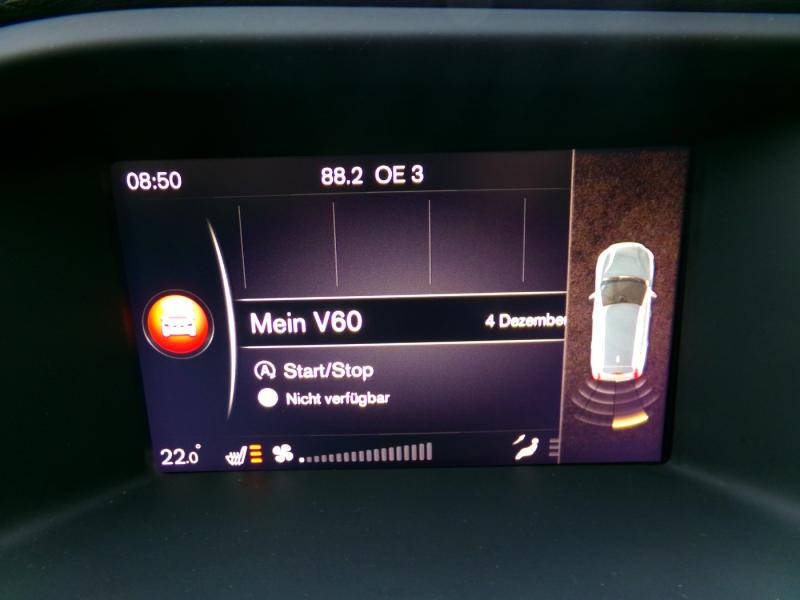 08:50
88.2 OE 3
Mein V60
4 Dezember
Start/Stop
Nicht verfügbar
22.0°